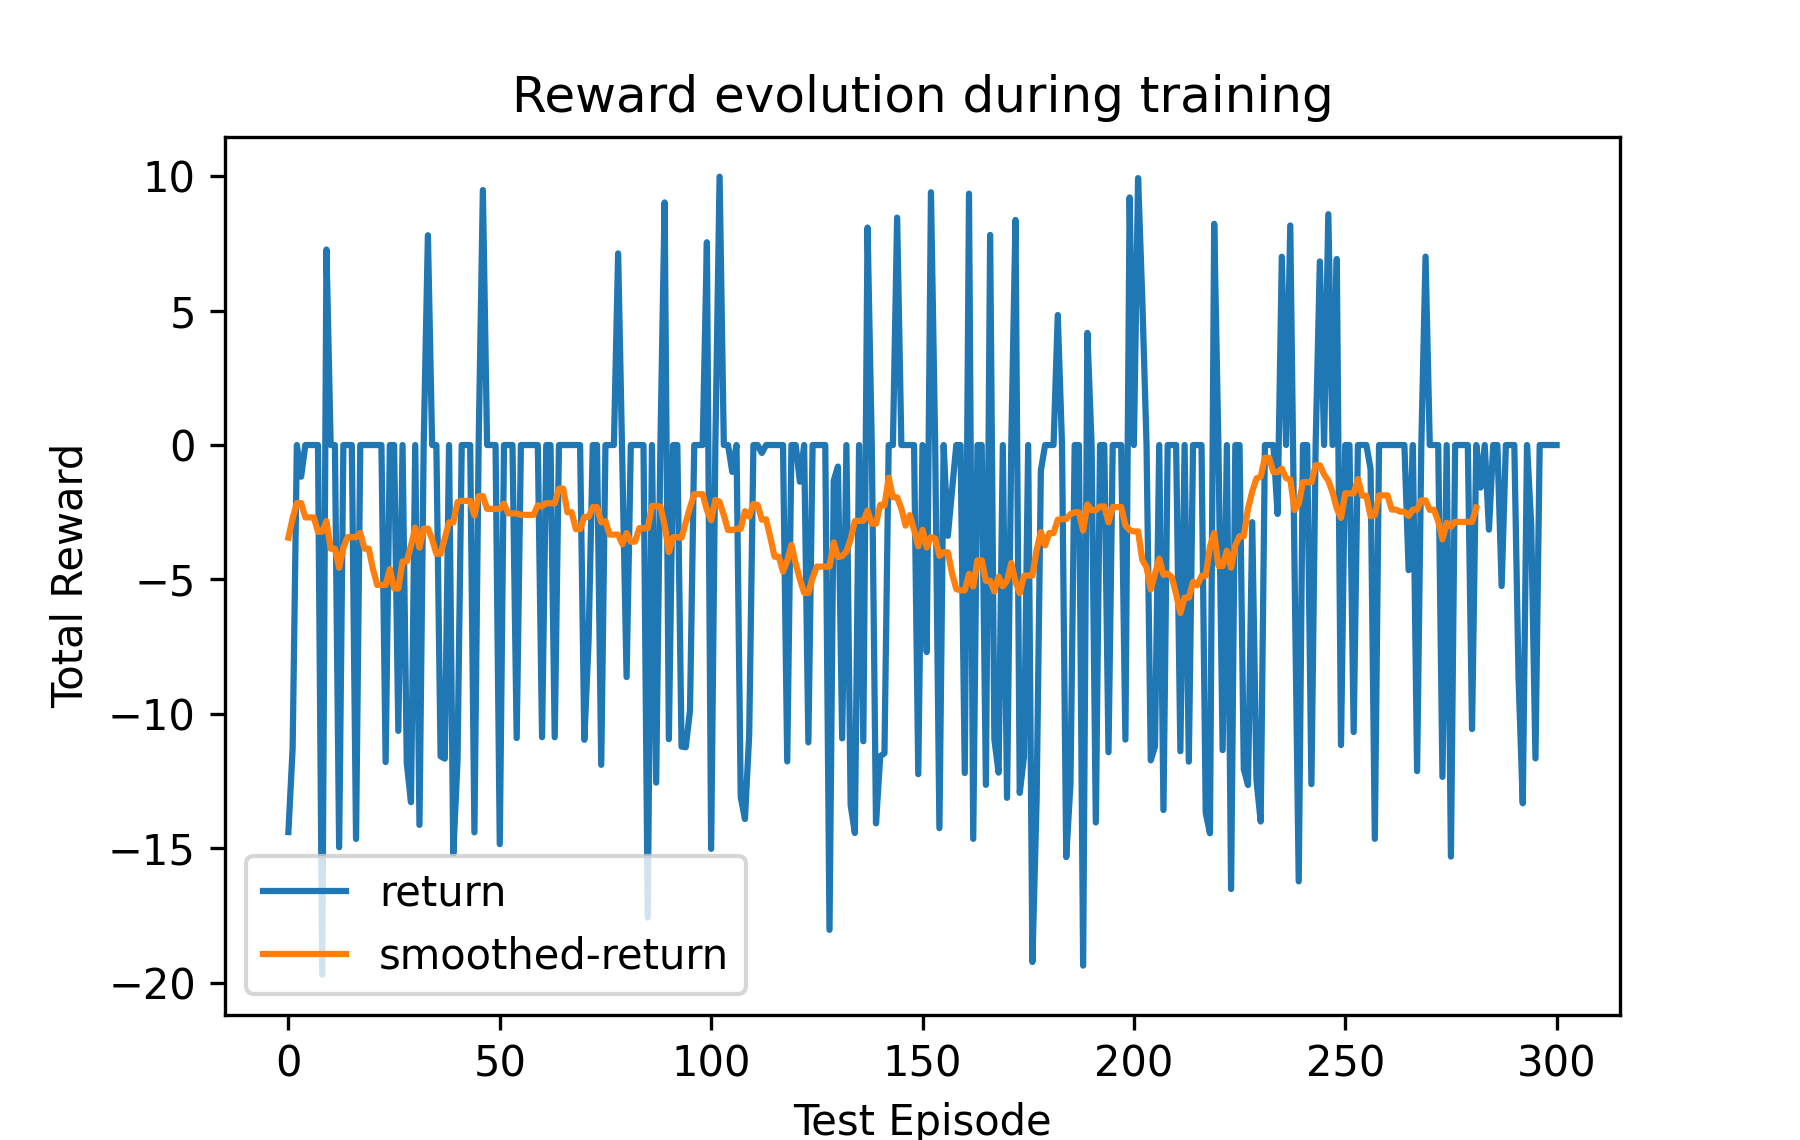 Reward evolution during training
Total Reward
10
5
0
−5
−10
−15
−20
return
smoothed-return
0 50 100 150 200 250 300
Test Episode